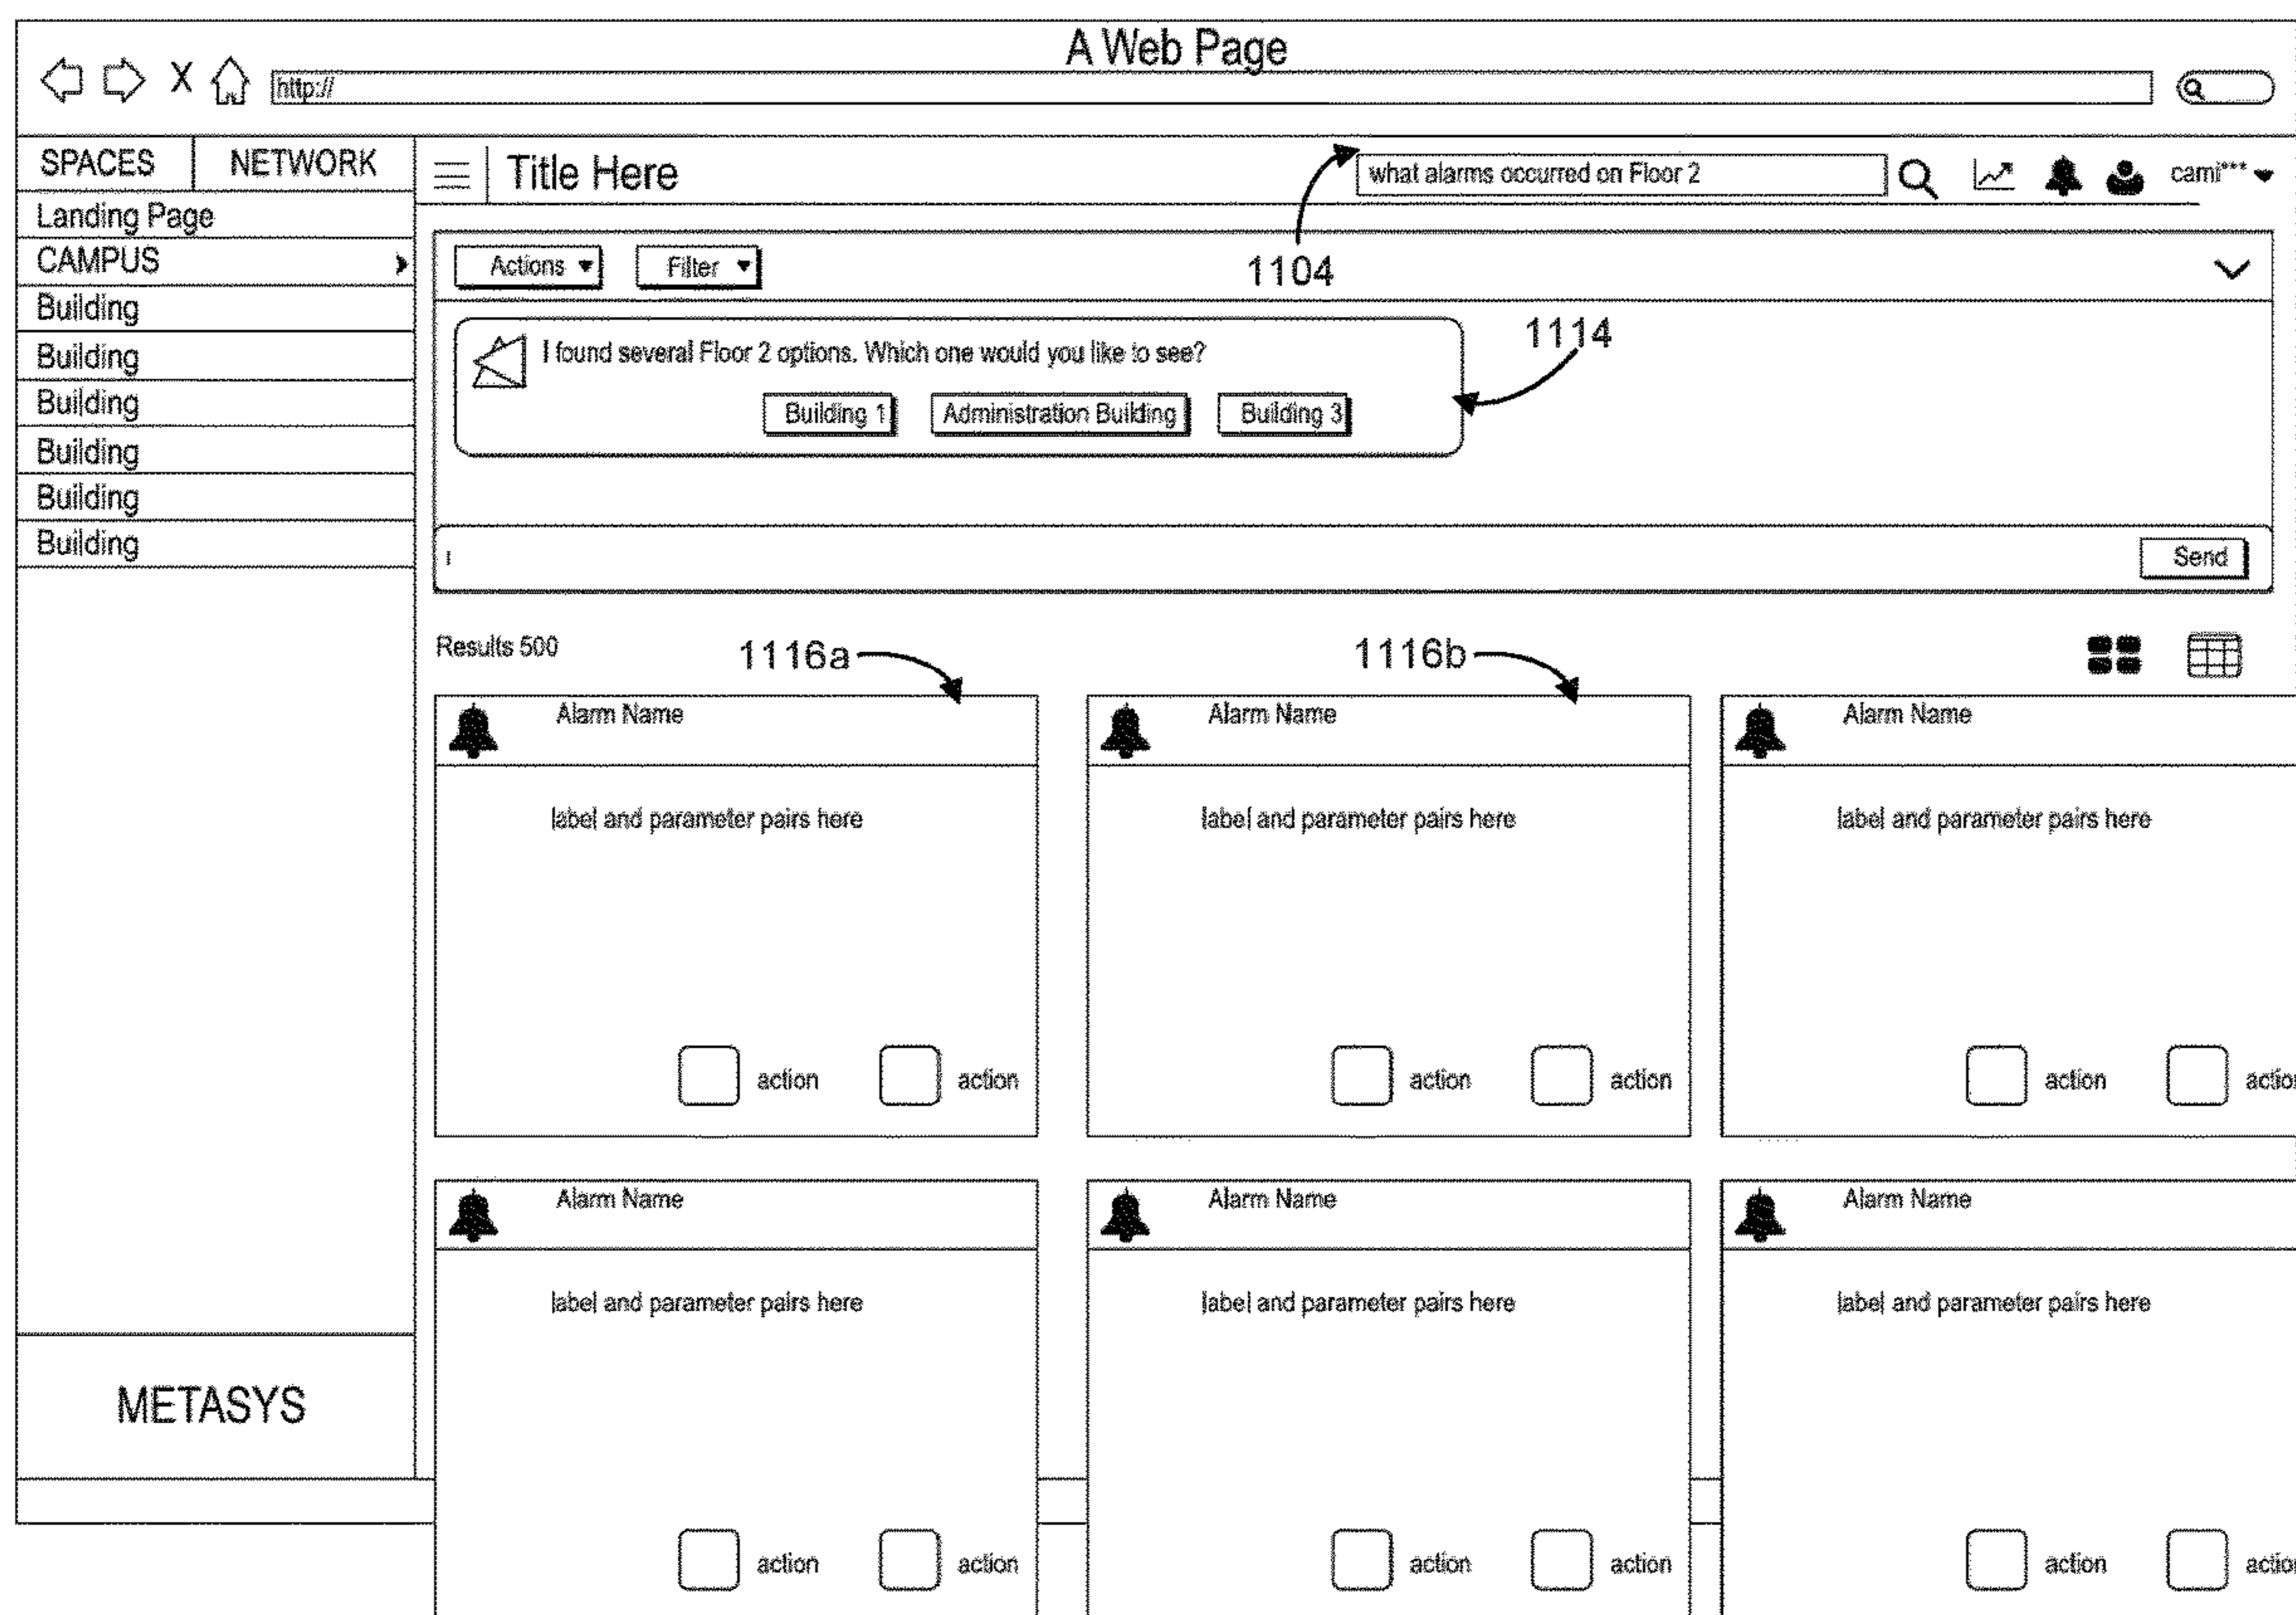 A Web Page
X http://
SPACES NETWORK
Title Here
what alarms occurred on Floor 2
cami***
Landing Page
CAMPUS
Building
Building
Building
Building
Building
Building
METASYS
Actions Filter
1104
I found several Floor 2 options. Which one would you like to see?
1114
Building 1 Administration Building Building 3
Send
Results 500 1116a 1116b
Alarm Name Alarm Name Alarm Name
label and parameter pairs here label and parameter pairs here label and parameter pairs here
action action action action action action
Alarm Name Alarm Name Alarm Name
label and parameter pairs here label and parameter pairs here label and parameter pairs here
action action action action action action